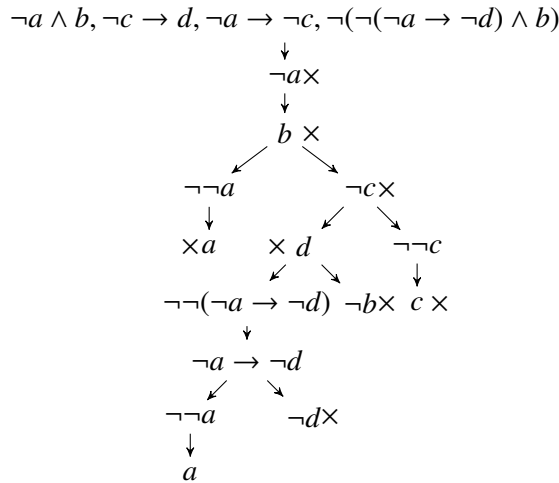 ¬a ∧ b, ¬c → d, ¬a → ¬c, ¬(¬(¬a → ¬d) ∧ b)
¬a×
b ×
¬¬a ¬c×
×a × d ¬¬c
¬¬(¬a → ¬d) ¬b× c ×
¬a → ¬d
¬¬a ¬d×
a